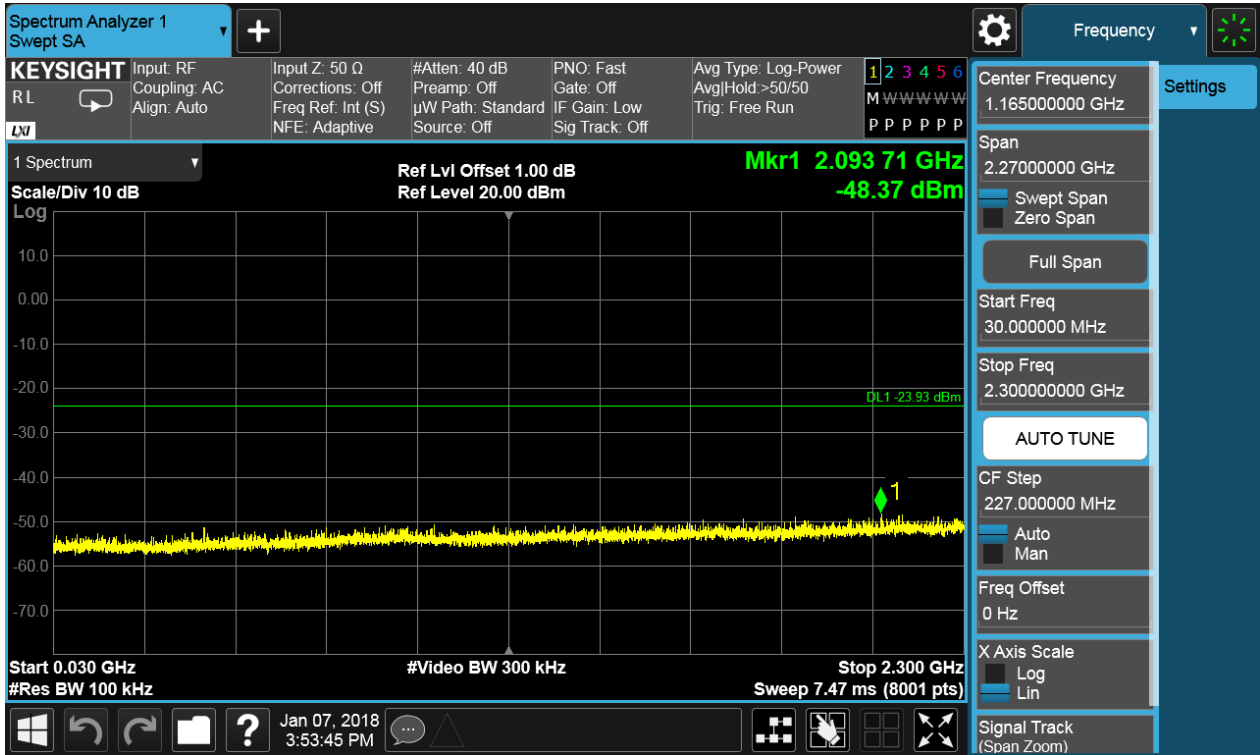 Spectrum Analyzer 1
Swept SA
+
Frequency
KEYSIGHT
RL
LXI
Input: RF
Coupling: AC
Align: Auto
Input Z: 50 Ω
Corrections: Off
Freq Ref: Int (S)
NFE: Adaptive
#Atten: 40 dB
Preamp: Off
µW Path: Standard
Source: Off
PNO: Fast
Gate: Off
IF Gain: Low
Sig Track: Off
Avg Type: Log-Power
Avg|Hold:>50/50
Trig: Free Run
1 2 3 4 5 6
M W W W W W
P P P P P P
1 Spectrum
Scale/Div 10 dB
Log
Ref Lvl Offset 1.00 dB
Ref Level 20.00 dBm
Mkr1 2.093 71 GHz
-48.37 dBm
10.0
0.00
-10.0
-20.0
-30.0
-40.0
-50.0
-60.0
-70.0
DL1 -23.93 dBm
1
Start 0.030 GHz
#Res BW 100 kHz
#Video BW 300 kHz
Stop 2.300 GHz
Sweep 7.47 ms (8001 pts)
Center Frequency
1.165000000 GHz
Span
2.27000000 GHz
Swept Span
Zero Span
Full Span
Start Freq
30.000000 MHz
Stop Freq
2.300000000 GHz
AUTO TUNE
CF Step
227.000000 MHz
Auto
Man
Freq Offset
0 Hz
X Axis Scale
Log
Lin
Signal Track
(Span Zoom)
Settings
?
Jan 07, 2018
3:53:45 PM